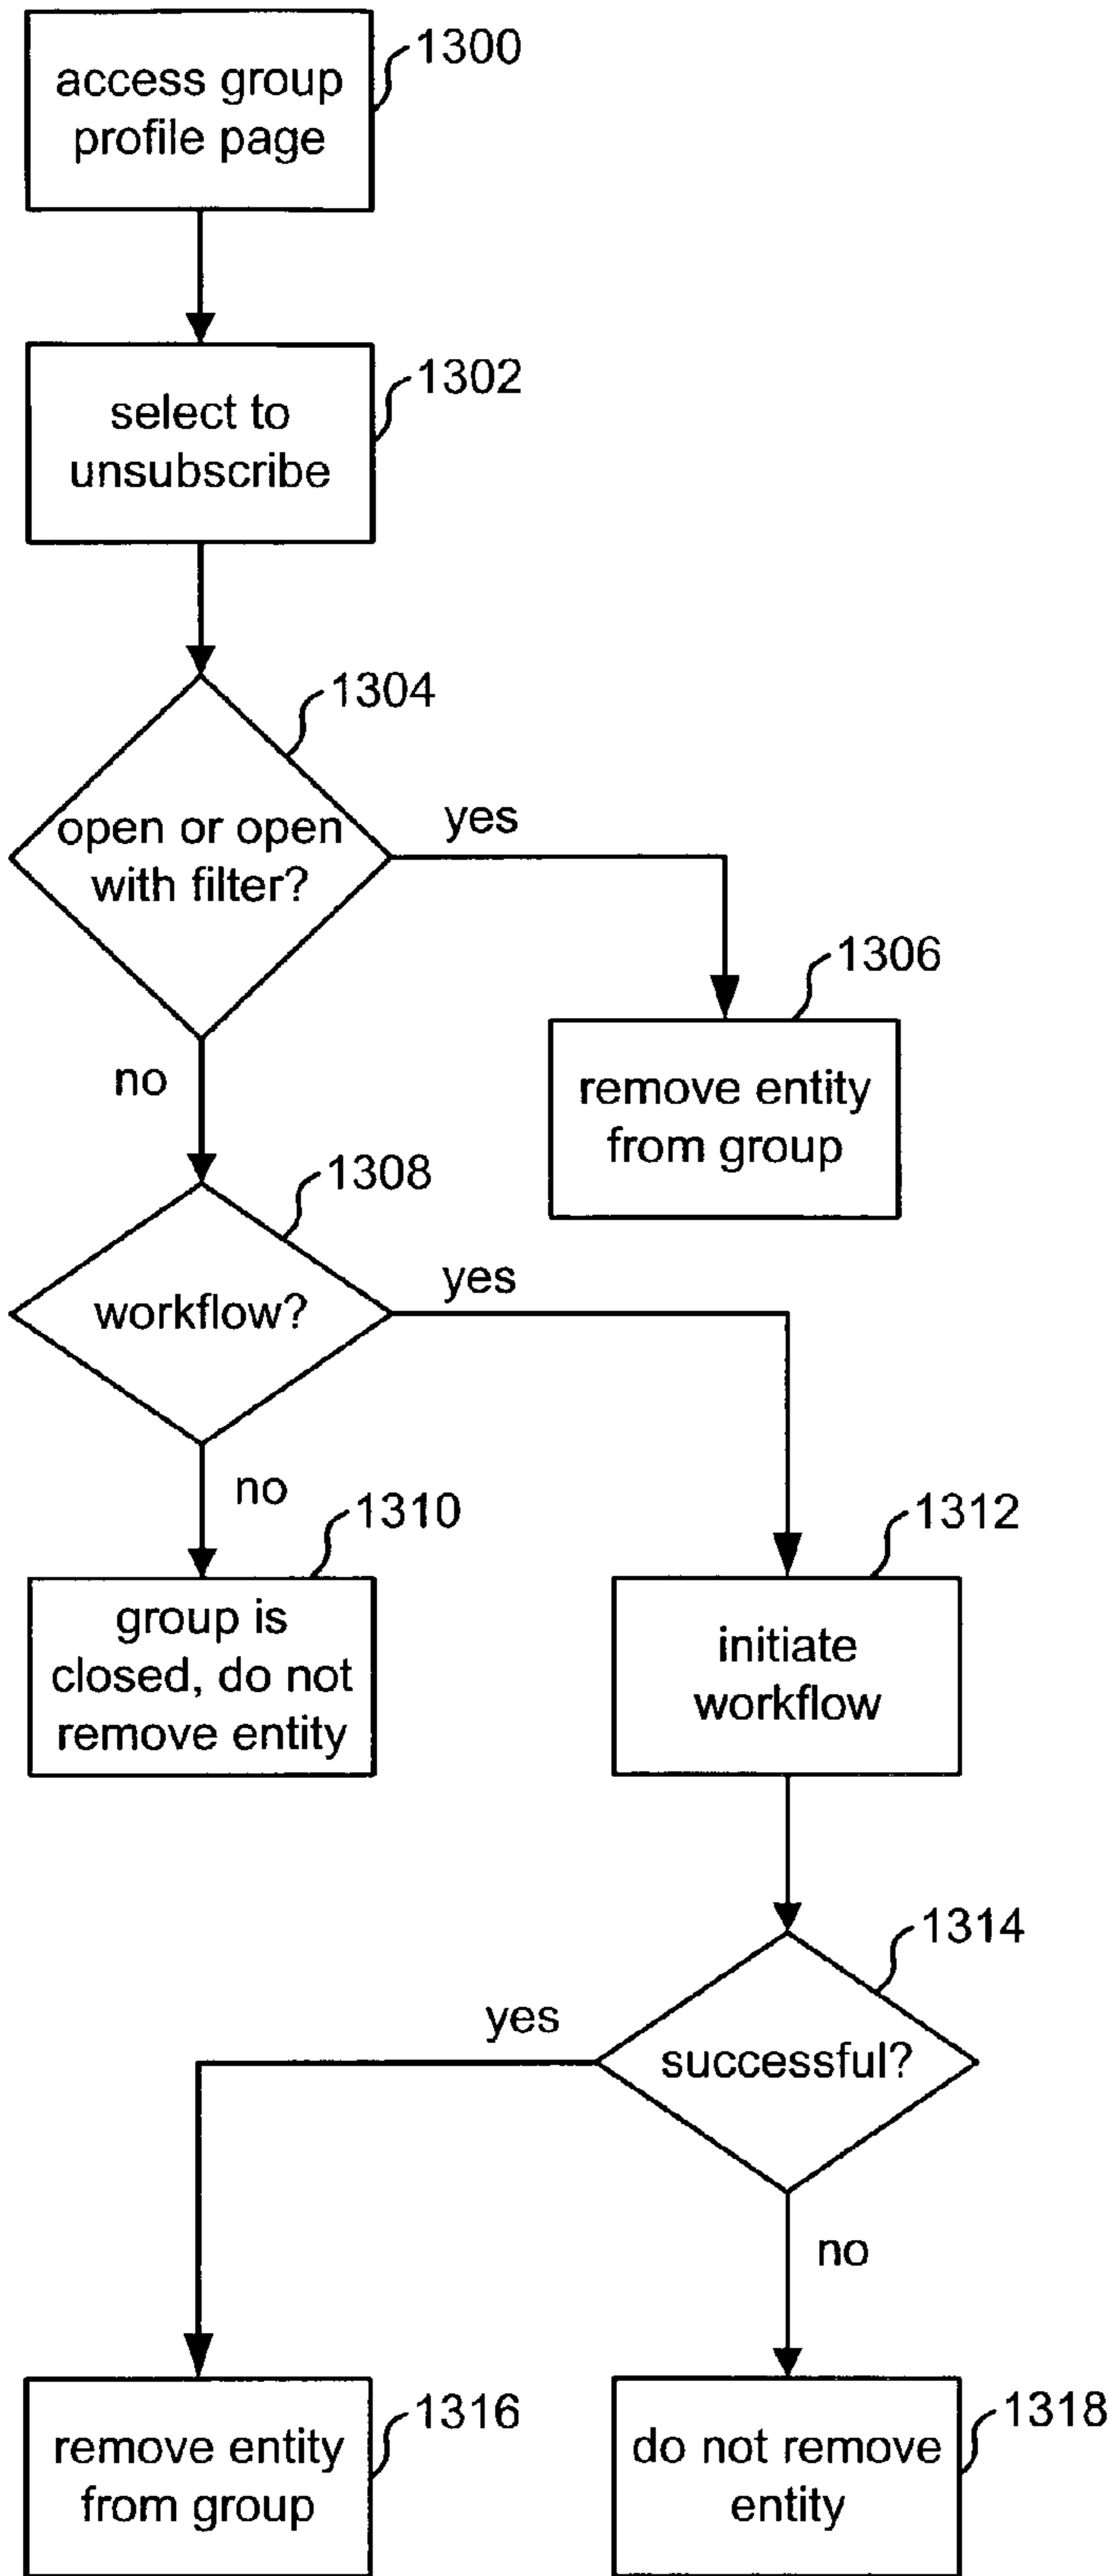 access group
profile page
1300
select to
unsubscribe
1302
1304
open or open
with filter?
yes
no
1306
remove entity
from group
1308
workflow?
yes
no
1310
group is
closed, do not
remove entity
1312
initiate
workflow
1314
successful?
yes
no
remove entity
from group
1316
do not remove
entity
1318